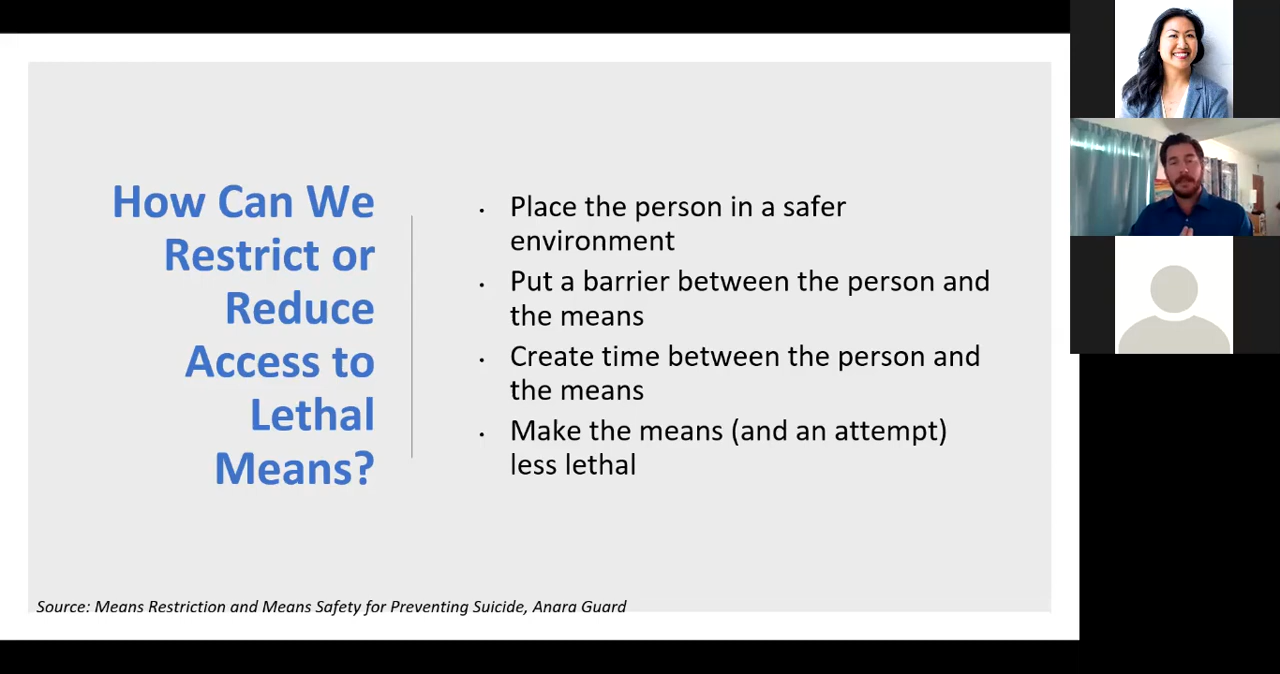 How Can We
Restrict or
Reduce
Access to
Lethal
Means?
• Place the person in a safer
environment
• Put a barrier between the person and
the means
• Create time between the person and
the means
• Make the means (and an attempt)
less lethal
Source: Means Restriction and Means Safety for Preventing Suicide, Anara Guard